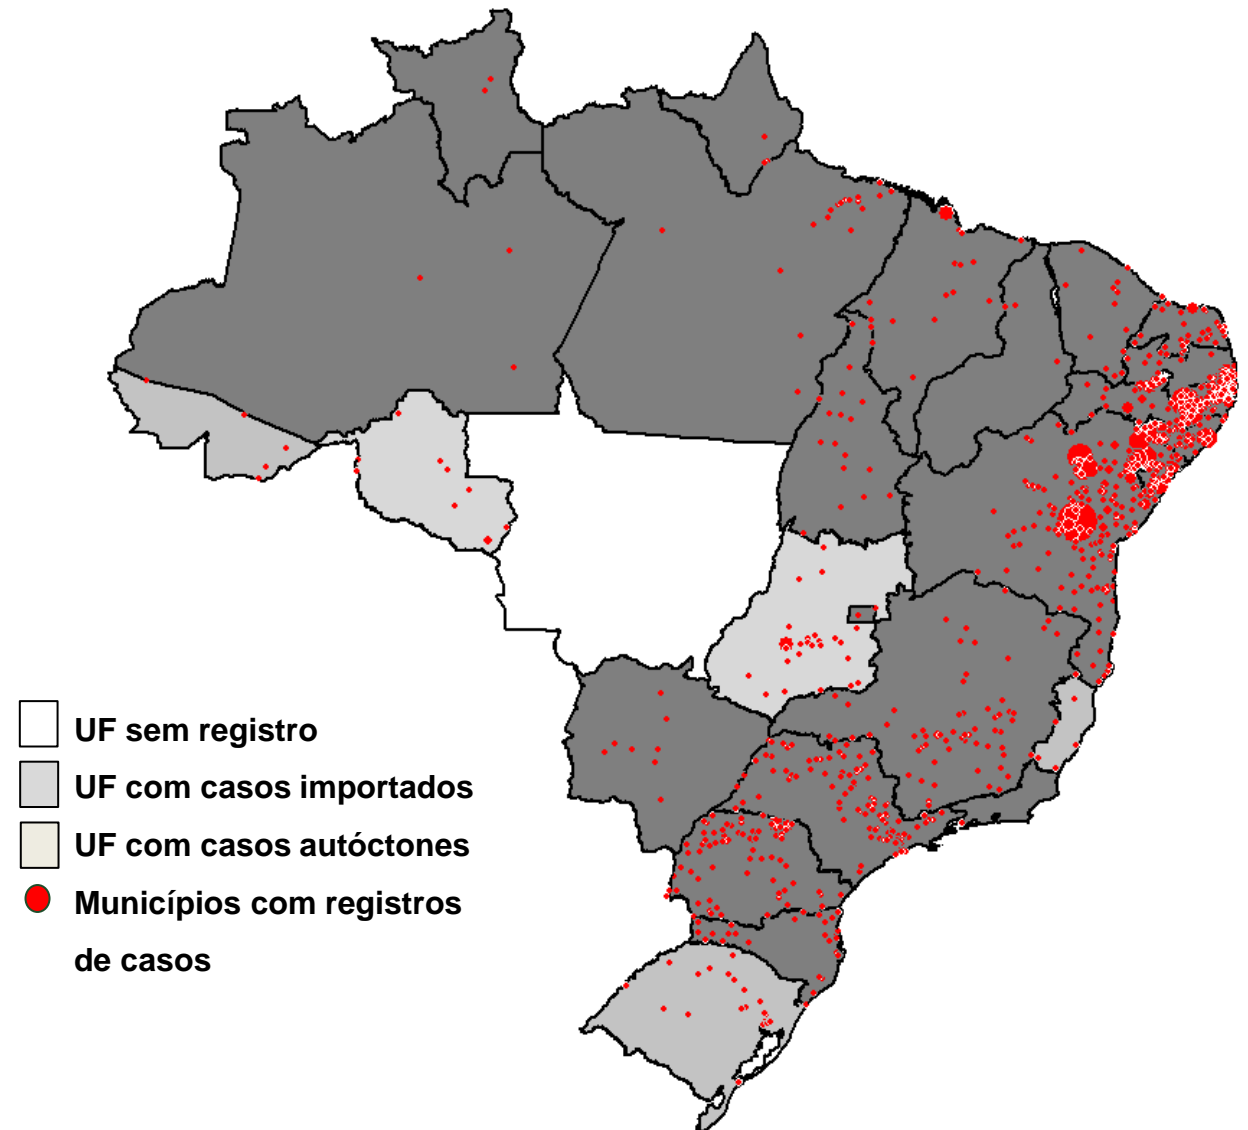 UF sem registro
UF com casos importados
UF com casos autóctones
Municípios com registros
de casos